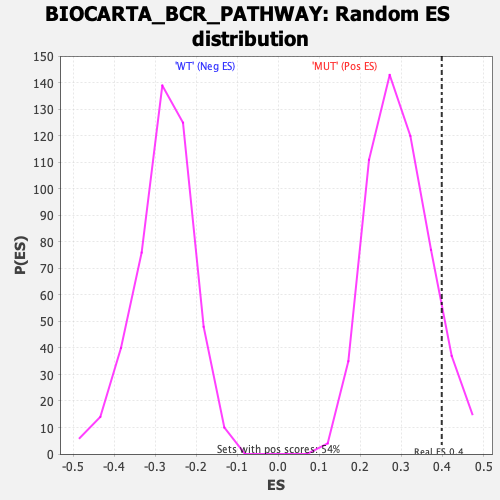 BIOCARTA_BCR_PATHWAY: Random ES
distribution
'WT' (Neg ES)
'MUT' (Pos ES)
150
140
130
120
110
100
90
80
70
60
50
40
30
20
10
0
P(ES)
Sets with pos scores: 54%
Real ES 0.4
-0.5 -0.4 -0.3 -0.2 -0.1 0.0 0.1 0.2 0.3 0.4 0.5
ES